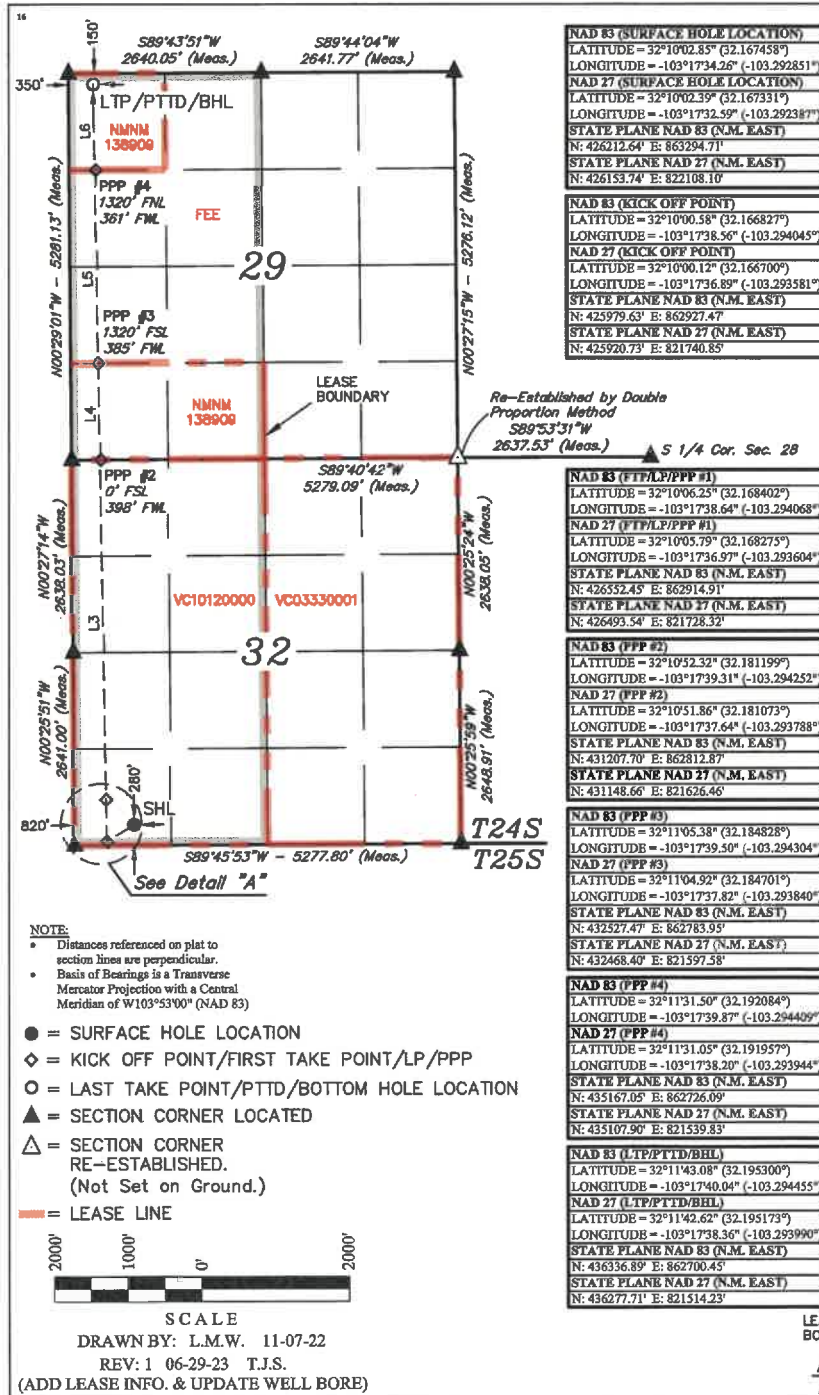 16
S89°43'51"W
2640.05' (Meas.)
S89°44'04"W
2641.77' (Meas.)
150'
350'
LTP/PTTD/BHL
L6
NMNM
138909
PPP #4
1320' FNL
361' FWL
FEE
N00°29'01"W - 5281.13' (Meas.)
29
N00°27'15"W - 5276.12' (Meas.)
L5
PPP #3
1320' FSL
385' FWL
L4
NMNM
138909
LEASE
BOUNDARY
Re-Established by Double
Proportion Method
S89°53'31"W
2637.53' (Meas.)
S 1/4 Cor. Sec. 28
PPP #2
0' FSL
398' FWL
S89°40'42"W
5279.09' (Meas.)
N00°27'14"W
2638.03' (Meas.)
N00°25'24"W
2638.05' (Meas.)
L3
VC10120000
VC03330001
32
N00°25'51"W
2641.00' (Meas.)
N00°25'59"W
2648.91' (Meas.)
280'
SHL
820'
T24S
T25S
S89°45'53"W - 5277.80' (Meas.)
See Detail "A"
NOTE:
• Distances referenced on plat to
section lines are perpendicular.
• Basis of Bearings is a Transverse
Mercator Projection with a Central
Meridian of W103°53'00" (NAD 83)
= SURFACE HOLE LOCATION
= KICK OFF POINT/FIRST TAKE POINT/LP/PPP
= LAST TAKE POINT/PTTD/BOTTOM HOLE LOCATION
= SECTION CORNER LOCATED
= SECTION CORNER
RE-ESTABLISHED.
(Not Set on Ground.)
= LEASE LINE
2000' 1000' 0' 2000'
SCALE
DRAWN BY: L.M.W. 11-07-22
REV: 1 06-29-23 T.J.S.
(ADD LEASE INFO. & UPDATE WELL BORE)
NAD 83 (SURFACE HOLE LOCATION)
LATITUDE = 32°10'02.85" (32.167458°)
LONGITUDE = -103°17'34.26" (-103.292851°)
NAD 27 (SURFACE HOLE LOCATION)
LATITUDE = 32°10'02.39" (32.167331°)
LONGITUDE = -103°17'32.59" (-103.292387°)
STATE PLANE NAD 83 (N.M. EAST)
N: 426212.64' E: 863294.71'
STATE PLANE NAD 27 (N.M. EAST)
N: 426153.74' E: 822108.10'
NAD 83 (KICK OFF POINT)
LATITUDE = 32°10'00.58" (32.166827°)
LONGITUDE = -103°17'38.56" (-103.294045°)
NAD 27 (KICK OFF POINT)
LATITUDE = 32°10'00.12" (32.166700°)
LONGITUDE = -103°17'36.89" (-103.293581°)
STATE PLANE NAD 83 (N.M. EAST)
N: 425979.63' E: 862927.47'
STATE PLANE NAD 27 (N.M. EAST)
N: 425920.73' E: 821740.85'
NAD 83 (FTP/LP/PPP #1)
LATITUDE = 32°10'06.25" (32.168402°)
LONGITUDE = -103°17'38.64" (-103.294068°)
NAD 27 (FTP/LP/PPP #1)
LATITUDE = 32°10'05.79" (32.168275°)
LONGITUDE = -103°17'36.97" (-103.293604°)
STATE PLANE NAD 83 (N.M. EAST)
N: 426552.45' E: 862914.91'
STATE PLANE NAD 27 (N.M. EAST)
N: 426493.54' E: 821728.32'
NAD 83 (PPP #2)
LATITUDE = 32°10'52.32" (32.181199°)
LONGITUDE = -103°17'39.31" (-103.294252°)
NAD 27 (PPP #2)
LATITUDE = 32°10'51.86" (32.181073°)
LONGITUDE = -103°17'37.64" (-103.293788°)
STATE PLANE NAD 83 (N.M. EAST)
N: 431207.70' E: 862812.87'
STATE PLANE NAD 27 (N.M. EAST)
N: 431148.66' E: 821626.46'
NAD 83 (PPP #3)
LATITUDE = 32°11'05.38" (32.184828°)
LONGITUDE = -103°17'39.50" (-103.294304°)
NAD 27 (PPP #3)
LATITUDE = 32°11'04.92" (32.184701°)
LONGITUDE = -103°17'37.82" (-103.293840°)
STATE PLANE NAD 83 (N.M. EAST)
N: 432527.47' E: 862783.95'
STATE PLANE NAD 27 (N.M. EAST)
N: 432468.40' E: 821597.58'
NAD 83 (PPP #4)
LATITUDE = 32°11'31.50" (32.192084°)
LONGITUDE = -103°17'39.87" (-103.294409°)
NAD 27 (PPP #4)
LATITUDE = 32°11'31.05" (32.191957°)
LONGITUDE = -103°17'38.20" (-103.293944°)
STATE PLANE NAD 83 (N.M. EAST)
N: 435167.05' E: 862726.09'
STATE PLANE NAD 27 (N.M. EAST)
N: 435107.90' E: 821539.83'
NAD 83 (LTP/PTTD/BHL)
LATITUDE = 32°11'43.08" (32.195300°)
LONGITUDE = -103°17'40.04" (-103.294455°)
NAD 27 (LTP/PTTD/BHL)
LATITUDE = 32°11'42.62" (32.195173°)
LONGITUDE = -103°17'38.36" (-103.293990°)
STATE PLANE NAD 83 (N.M. EAST)
N: 436336.89' E: 862700.45'
STATE PLANE NAD 27 (N.M. EAST)
N: 436277.71' E: 821514.23'
LE
BO